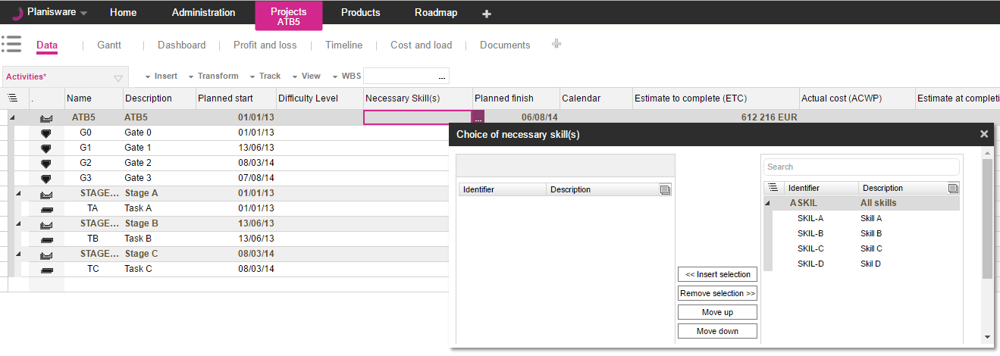 Planisware Home Administration Projects Products Roadmap
ATB5
Data Gantt Dashboard Profit and loss Timeline Cost and load Documents
Activities* Insert Transform Track View WBS ...
. Name Description Planned start Difficulty Level Necessary Skill(s) Planned finish Calendar Estimate to complete (ETC) Actual cost (ACWP) Estimate at completi
ATB5 ATB5 01/01/13 ... 06/08/14 612 216 EUR
G0 Gate 0 01/01/13
G1 Gate 1 13/06/13
G2 Gate 2 08/03/14
G3 Gate 3 07/08/14
STAGE... Stage A 01/01/13
TA Task A 01/01/13
STAGE... Stage B 13/06/13
TB Task B 13/06/13
STAGE... Stage C 08/03/14
TC Task C 08/03/14
Choice of necessary skill(s)
Identifier Description
Search
Identifier Description
ASKIL All skills
SKIL-A Skill A
SKIL-B Skill B
SKIL-C Skill C
SKIL-D Skil D
<< Insert selection
Remove selection >>
Move up
Move down